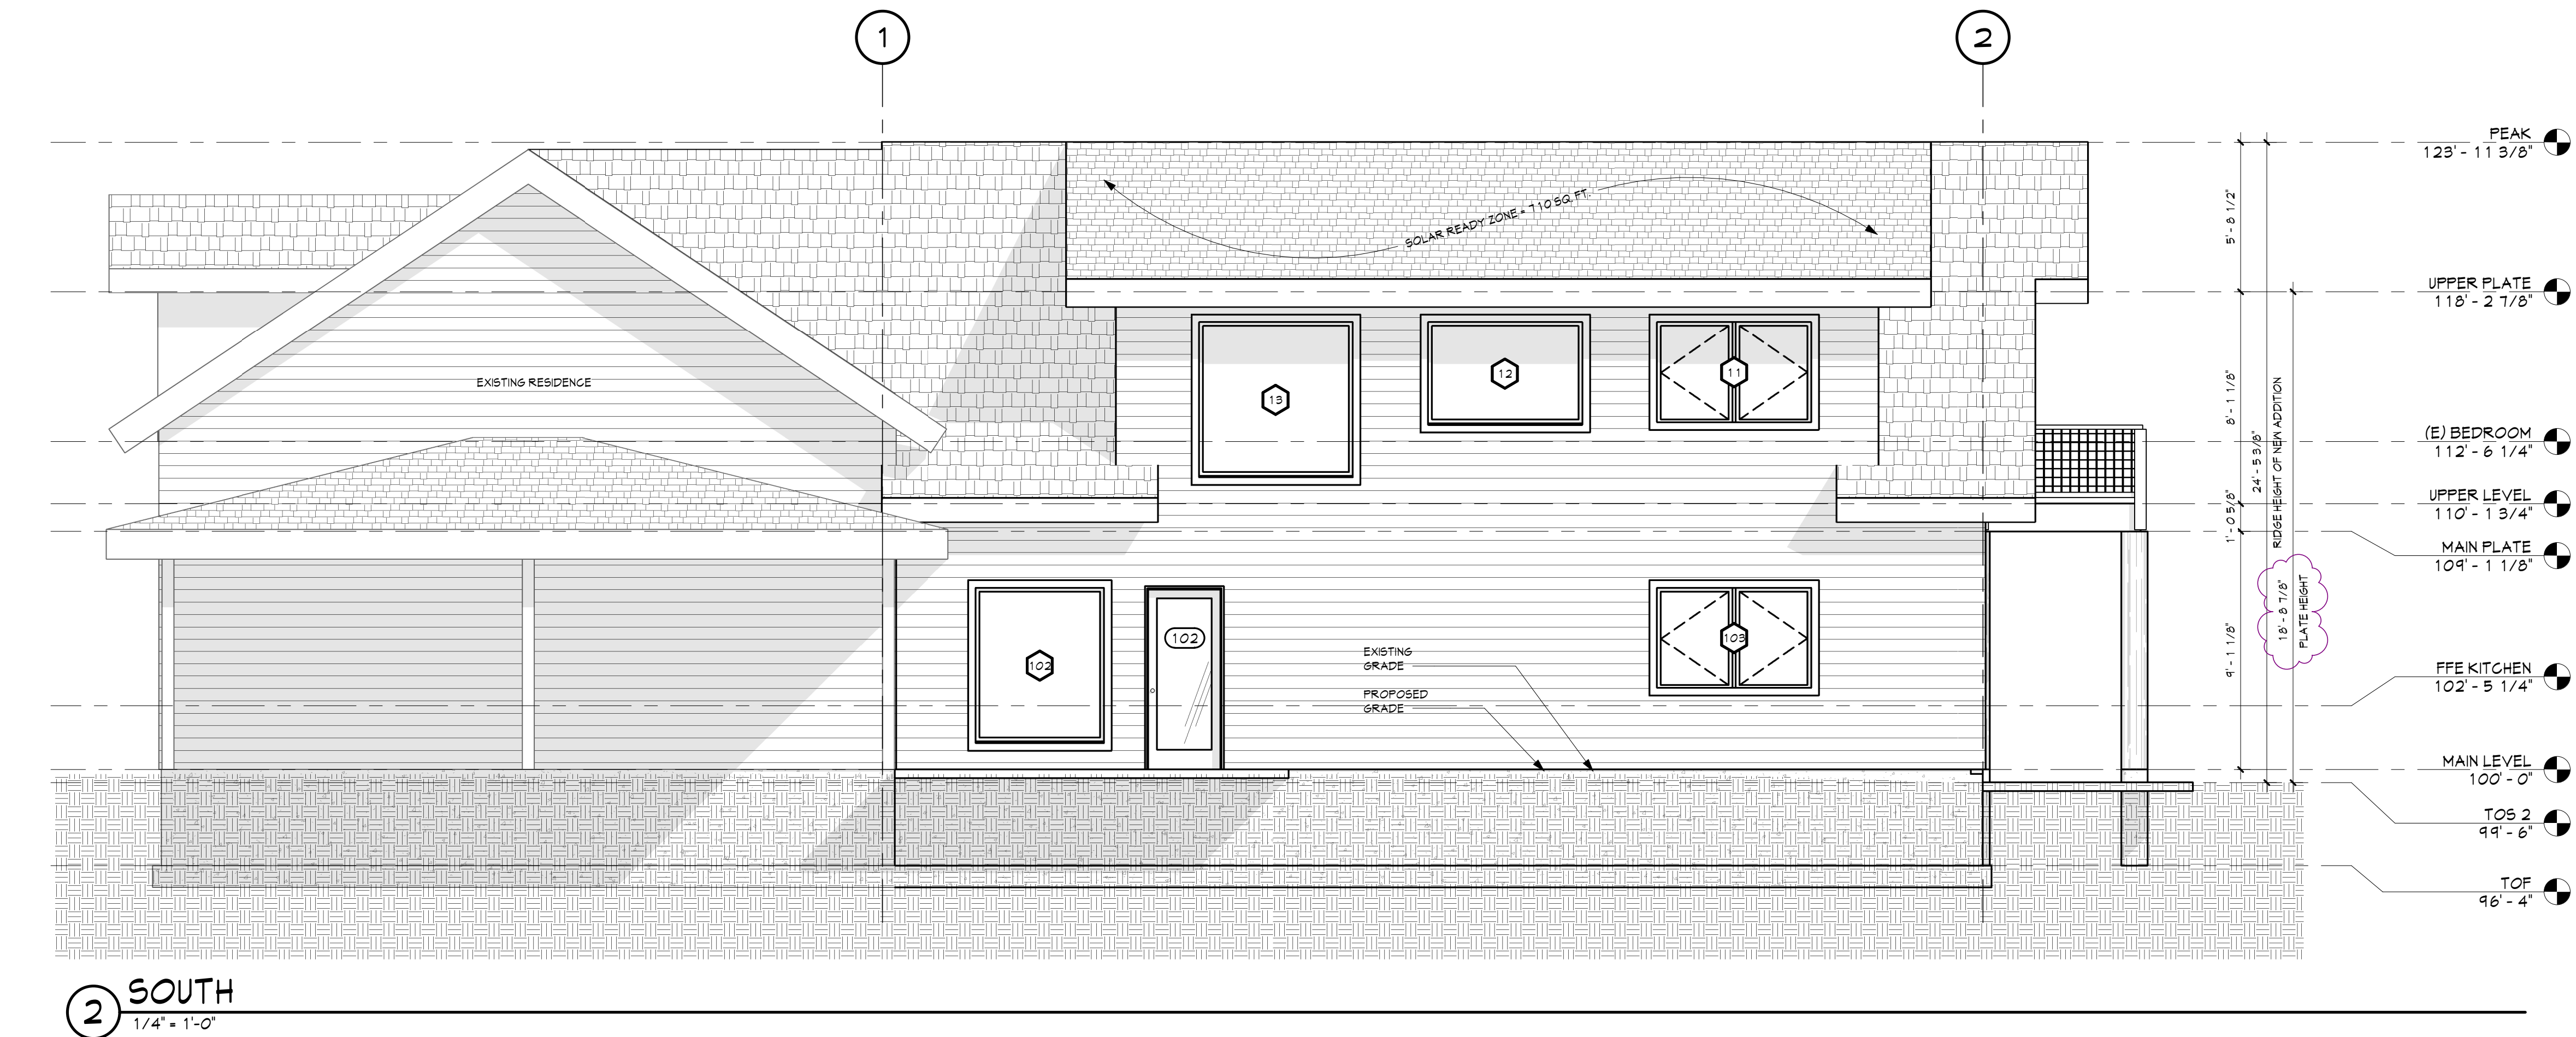 1
2
PEAK
123' - 11 3/8"
5' - 8 1/2"
SOLAR READY ZONE = 710 SQ. FT.
UPPER PLATE
118' - 2 7/8"
EXISTING RESIDENCE
13
12
11
8' - 1 1/8"
24' - 5 3/8"
RIDGE HEIGHT OF NEW ADDITION
(E) BEDROOM
112' - 6 1/4"
UPPER LEVEL
110' - 1 3/4"
1' - 0 5/8"
MAIN PLATE
109' - 1 1/8"
18' - 8 7/8"
PLATE HEIGHT
9' - 1 1/8"
102
102
103
EXISTING
GRADE
PROPOSED
GRADE
FFE KITCHEN
102' - 5 1/4"
MAIN LEVEL
100' - 0"
TOS 2
99' - 6"
TOF
96' - 4"
2
SOUTH
1/4" = 1'-0"